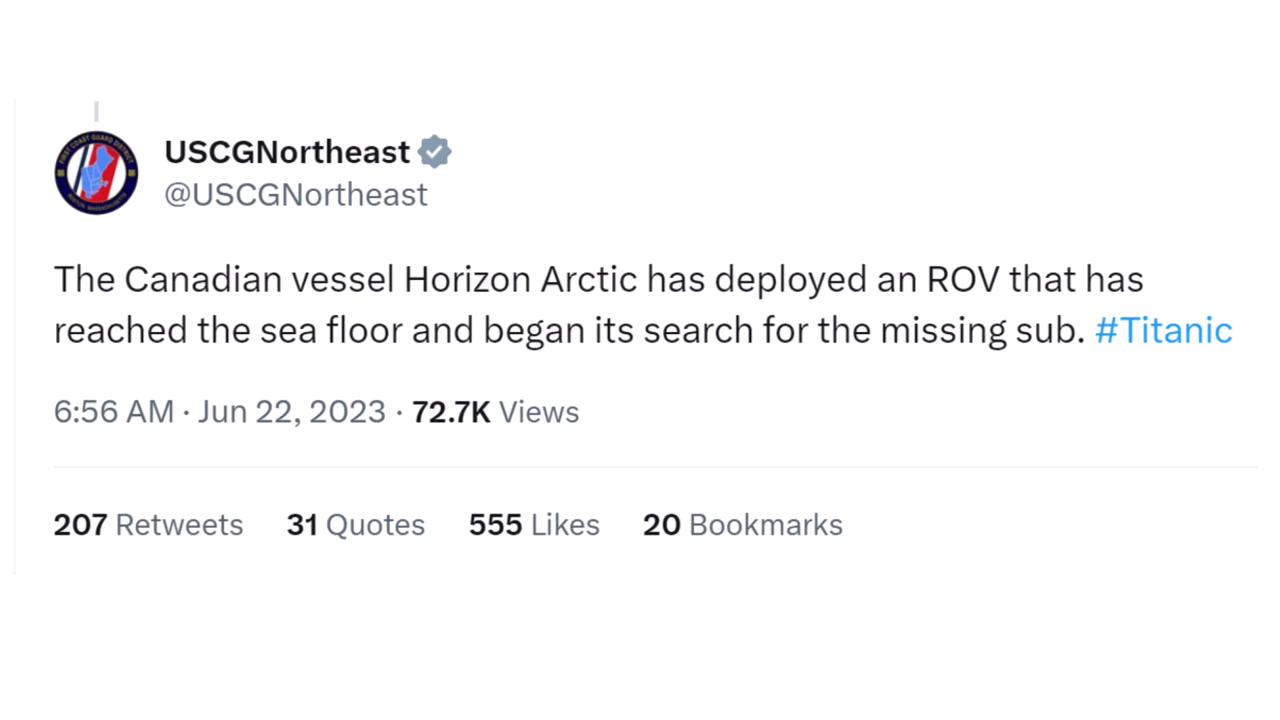 USCGNortheast
@USCGNortheast
The Canadian vessel Horizon Arctic has deployed an ROV that has
reached the sea floor and began its search for the missing sub. #Titanic
6:56 AM · Jun 22, 2023 · 72.7K Views
207 Retweets 31 Quotes 555 Likes 20 Bookmarks